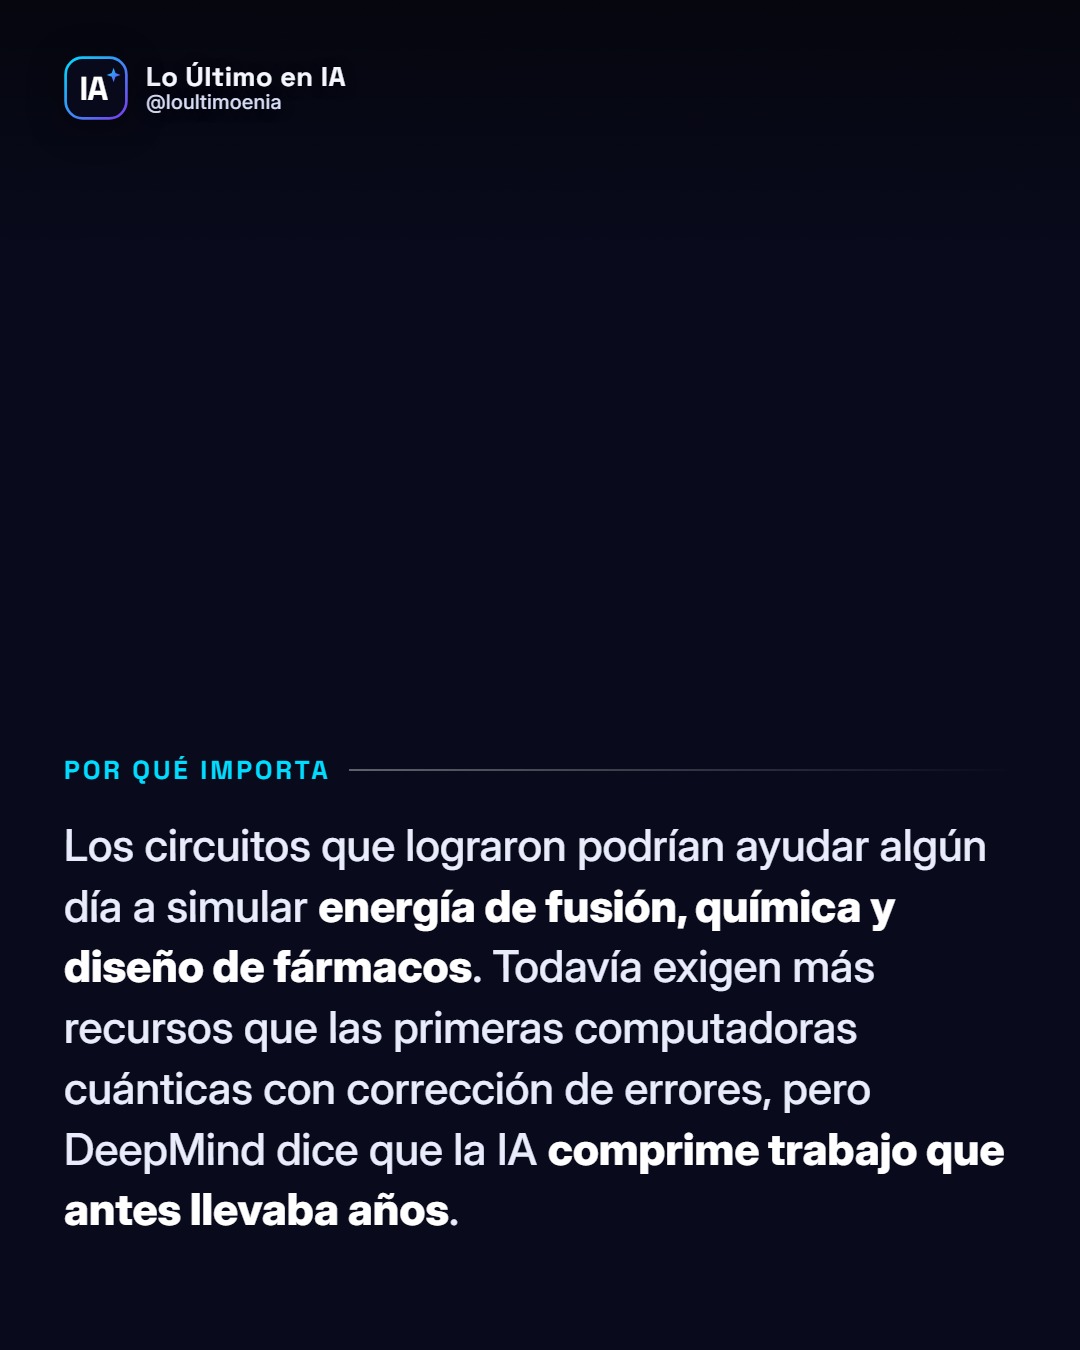 IA
Lo Último en IA
@loultimoenia
POR QUÉ IMPORTA
Los circuitos que lograron podrían ayudar algún
día a simular energía de fusión, química y
diseño de fármacos. Todavía exigen más
recursos que las primeras computadoras
cuánticas con corrección de errores, pero
DeepMind dice que la IA comprime trabajo que
antes llevaba años.